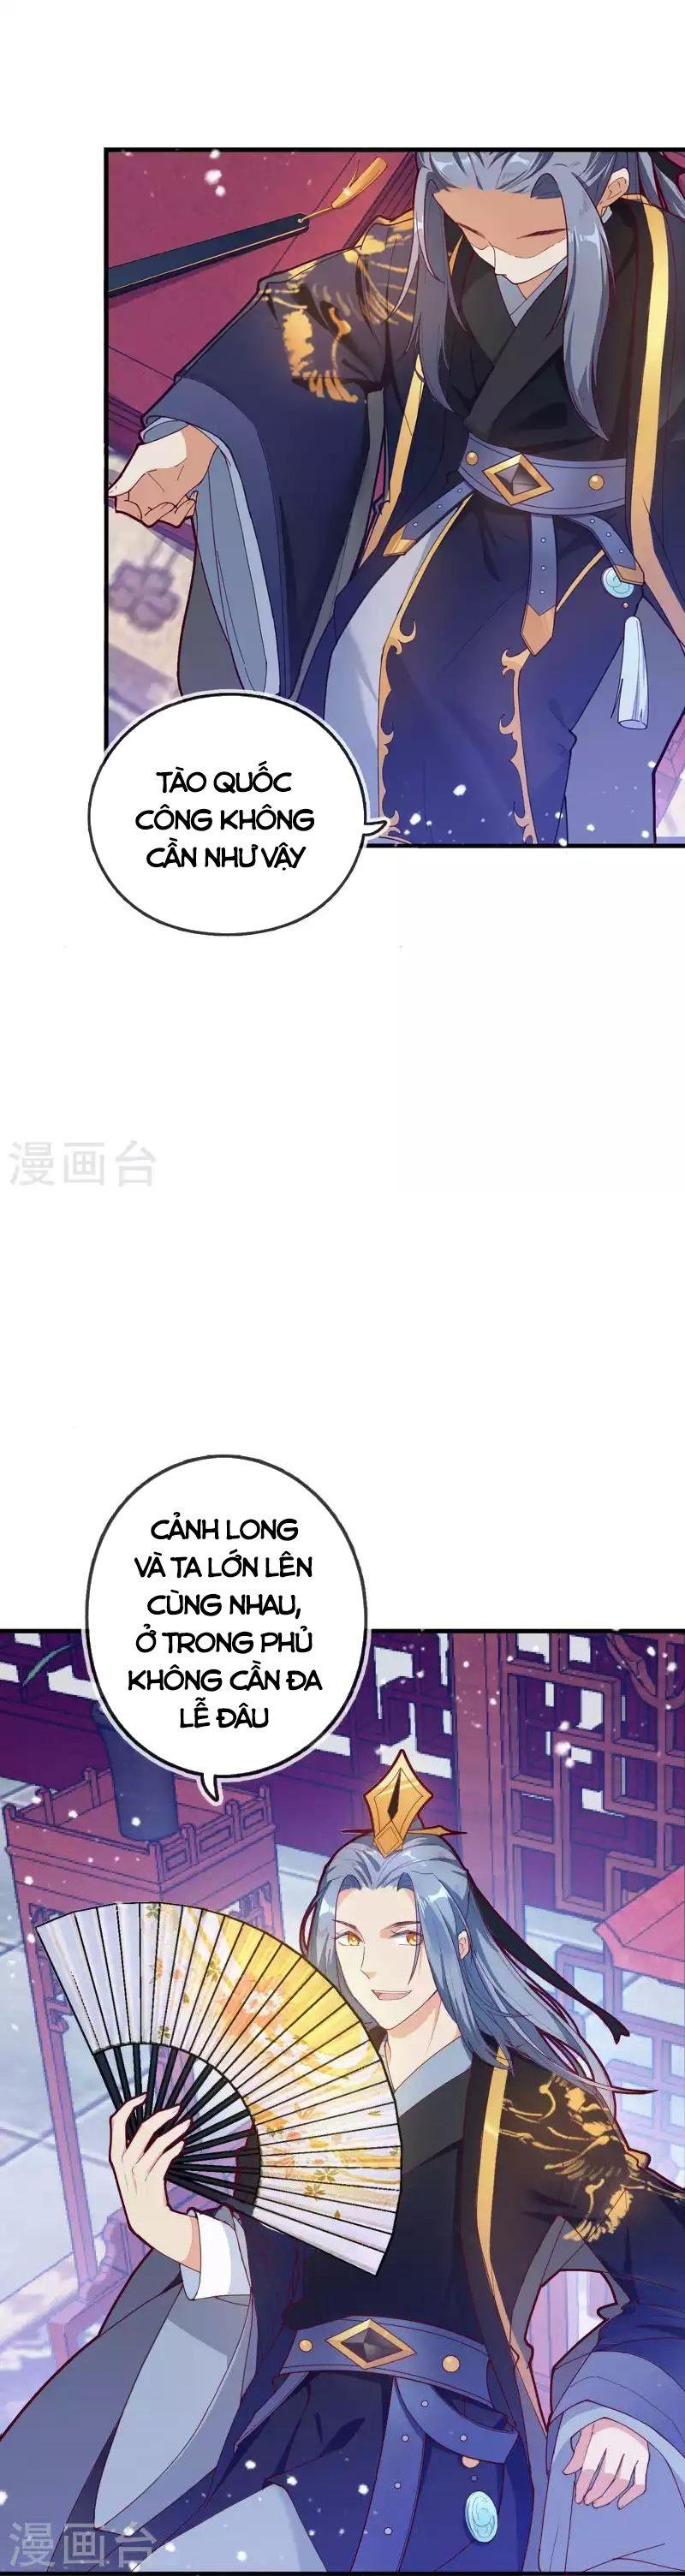 TÀO QUỐC
CÔNG KHÔNG
CẦN NHƯ VẬY
漫画台
CẢNH LONG
VÀ TA LỚN LÊN
CÙNG NHAU,
Ở TRONG PHỦ
KHÔNG CẦN ĐA
LỄ ĐÂU
漫画台